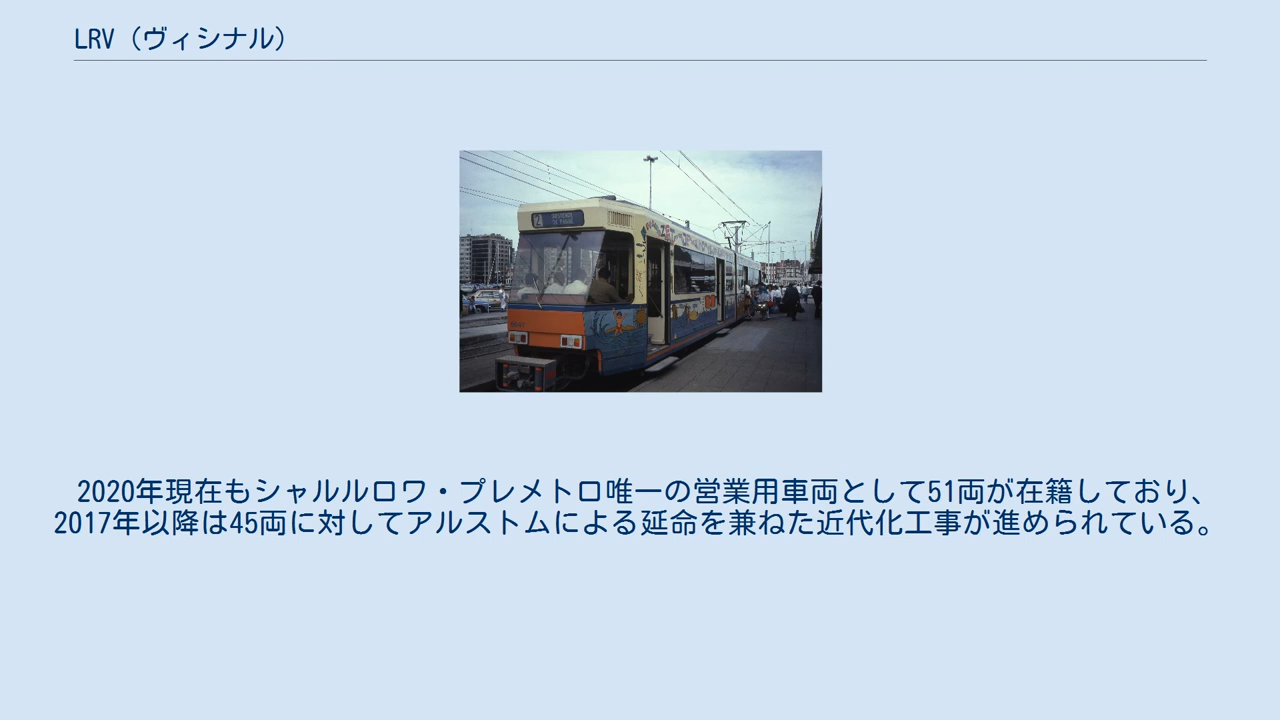 LRV（ヴィシナル）
2
2020年現在もシャルルロワ・プレメトロ唯一の営業用車両として51両が在籍しており、
2017年以降は45両に対してアルストムによる延命を兼ねた近代化工事が進められている。